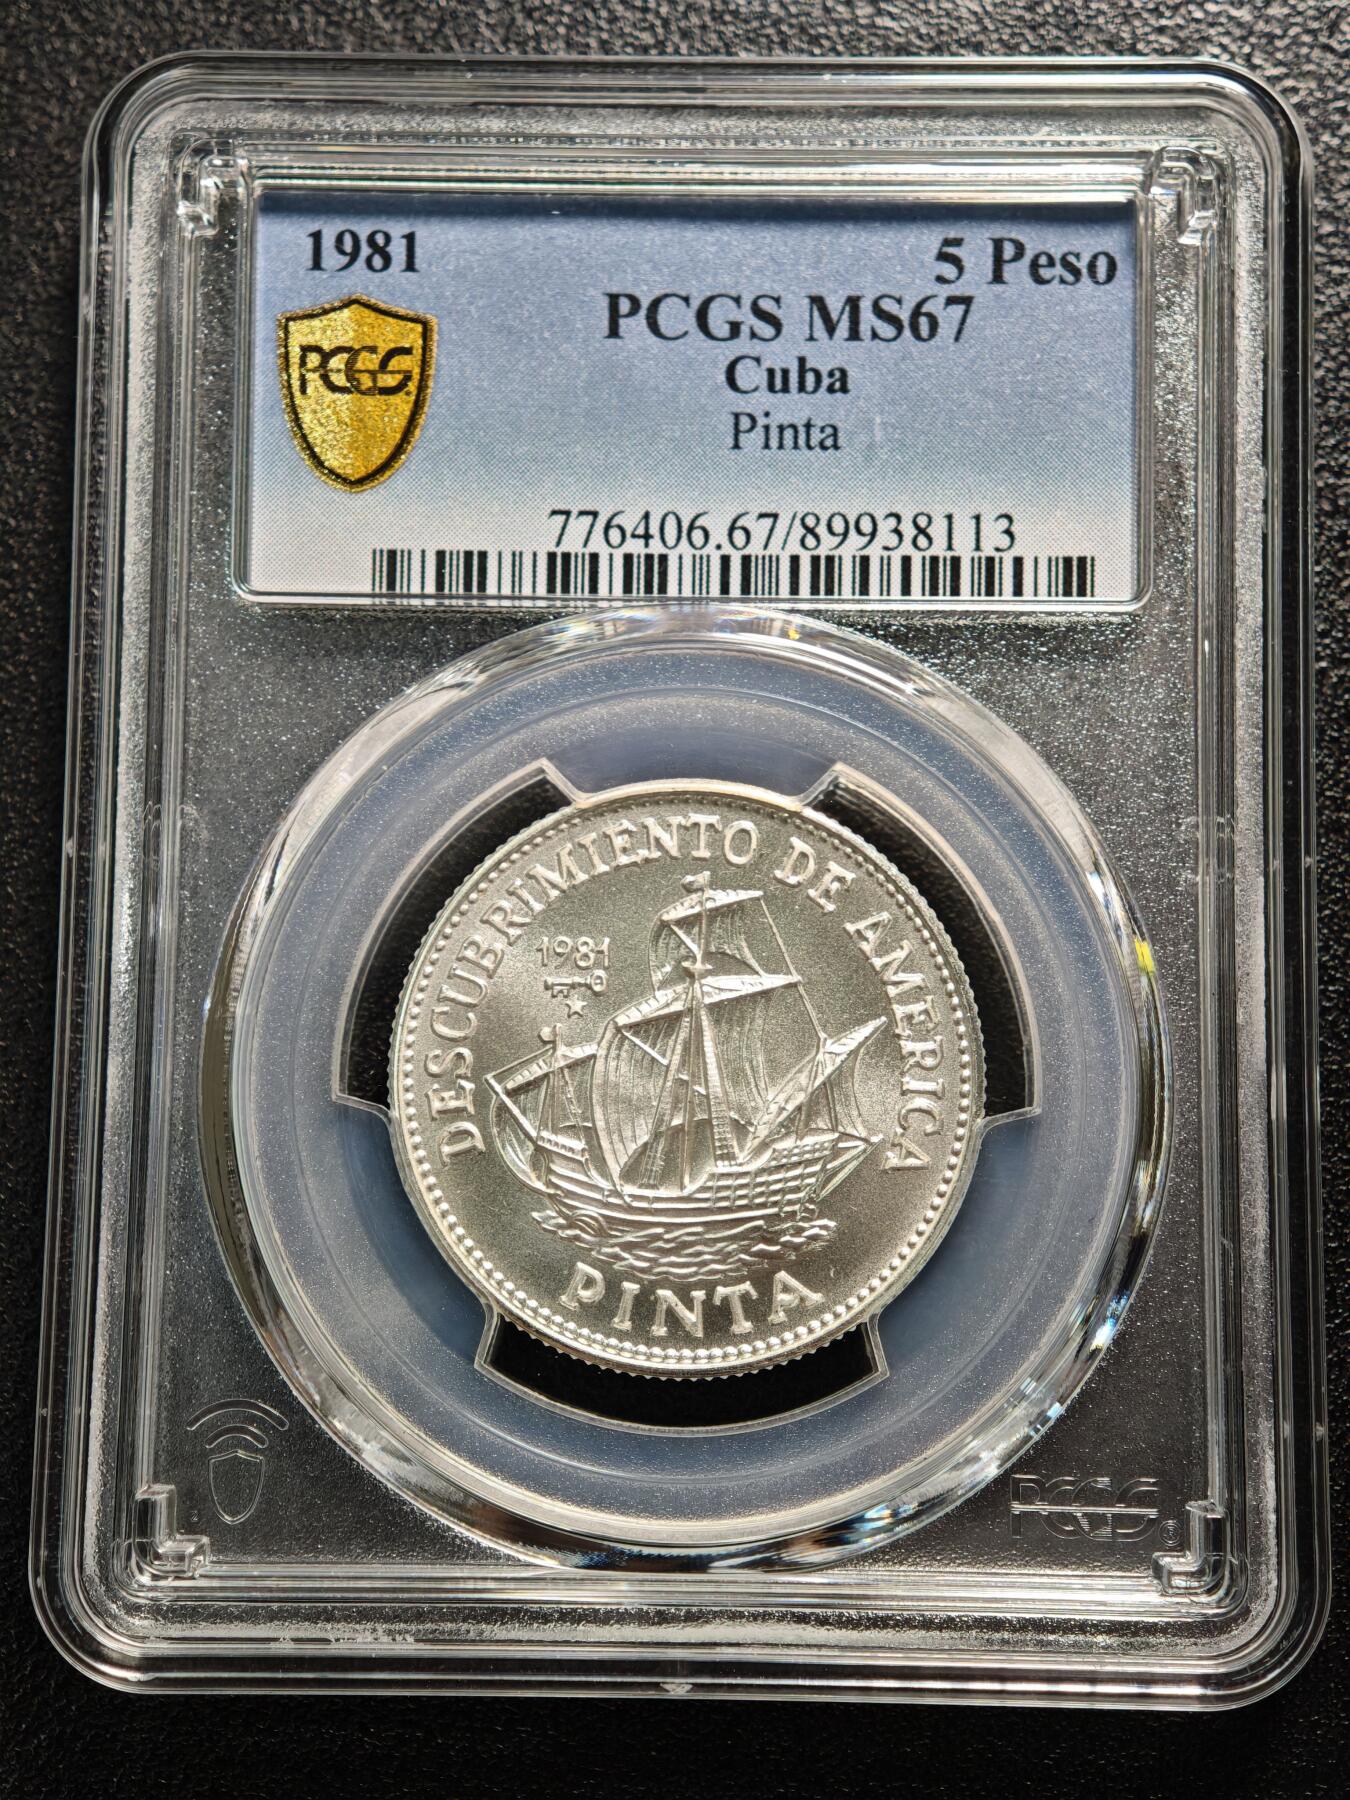 1981
5 Peso
PCGS MS67
Cuba
Pinta
PCGS
776406.67/89938113
DESCUBRIMIENTO DE AMERICA
1981
PINTA
PCGS